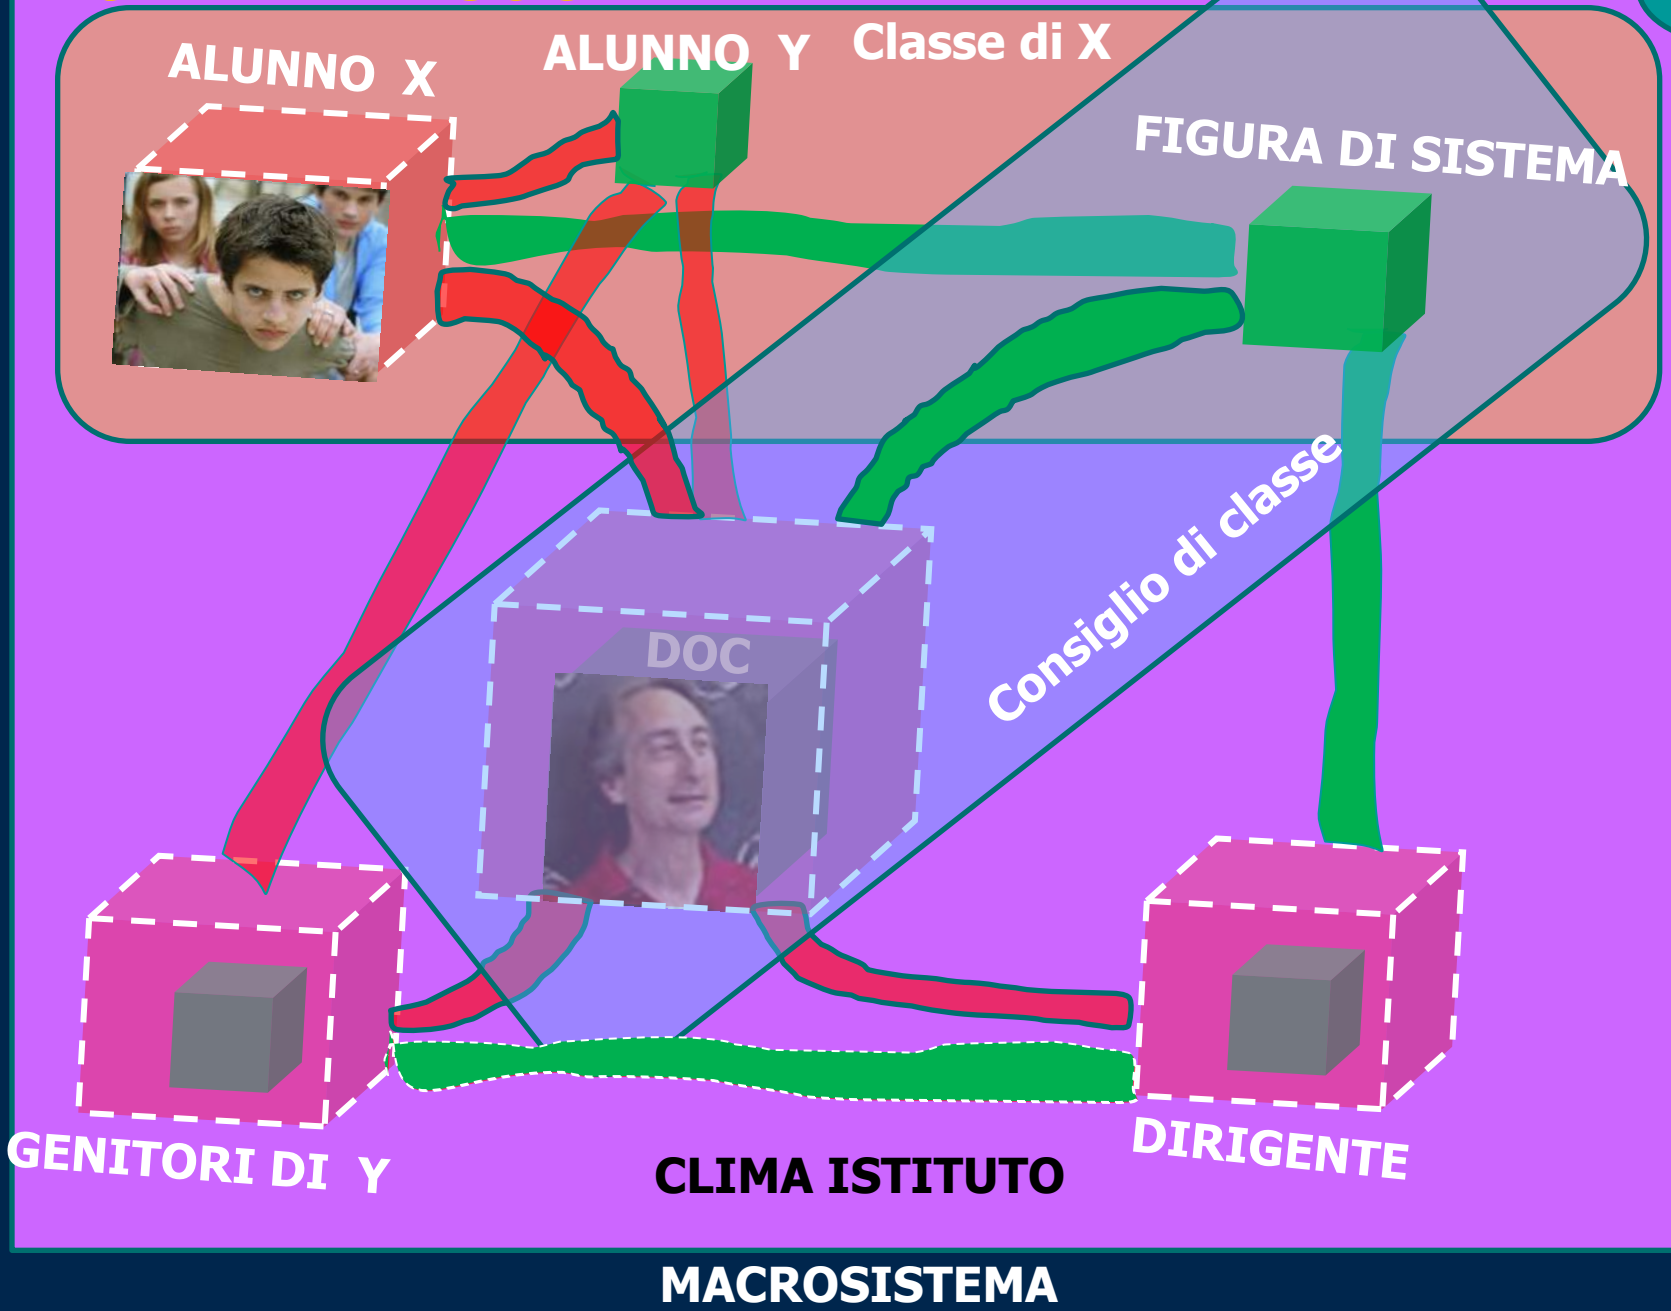 ALUNNO X
ALUNNO Y
Classe di X
FIGURA DI SISTEMA
Consiglio di classe
DOC
GENITORI DI Y
DIRIGENTE
CLIMA ISTITUTO
MACROSISTEMA